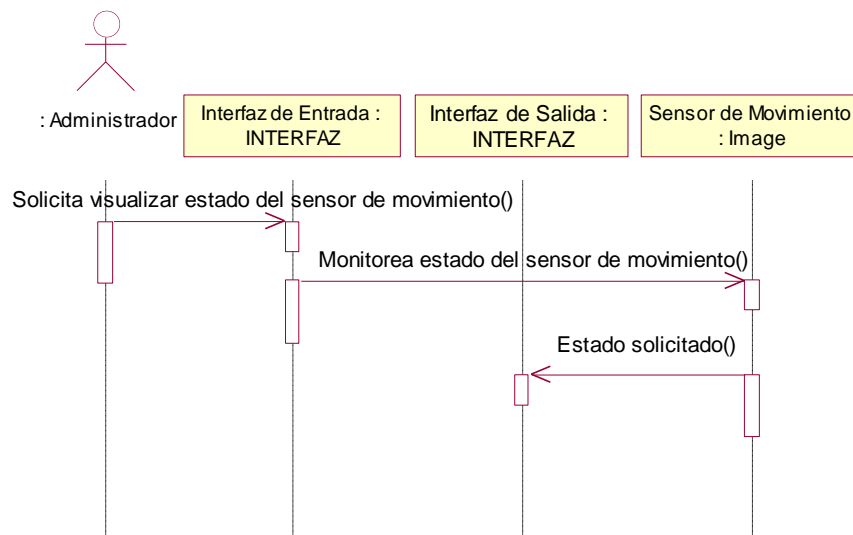 : Administrador
Interfaz de Entrada :
INTERFAZ
Interfaz de Salida :
INTERFAZ
Sensor de Movimiento
: Image
Solicita visualizar estado del sensor de movimiento()
Monitorea estado del sensor de movimiento()
Estado solicitado()